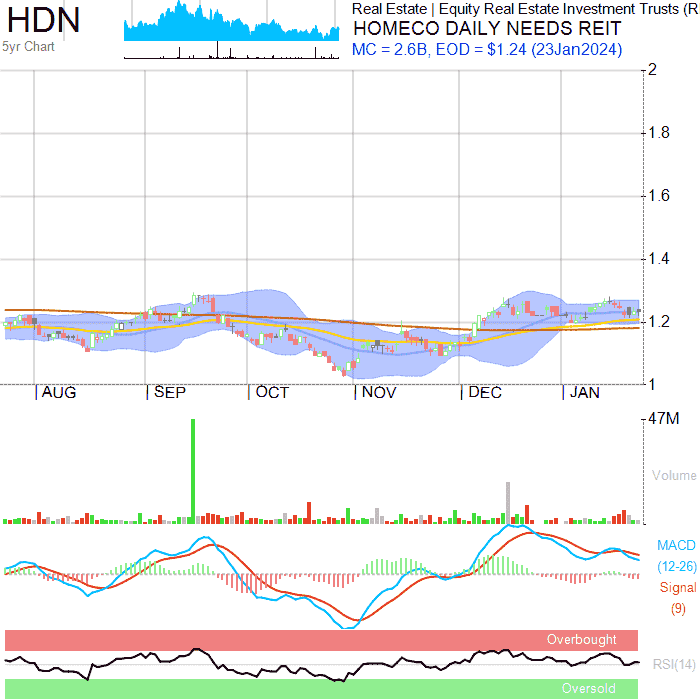 HDN
5yr Chart
Real Estate | Equity Real Estate Investment Trusts (R
HOMECO DAILY NEEDS REIT
MC = 2.6B, EOD = $1.24 (23Jan2024)
2
1.8
1.6
1.4
1.2
1
AUG SEP OCT NOV DEC JAN
47M
Volume
MACD
(12-26)
Signal
(9)
Overbought
RSI(14)
Oversold